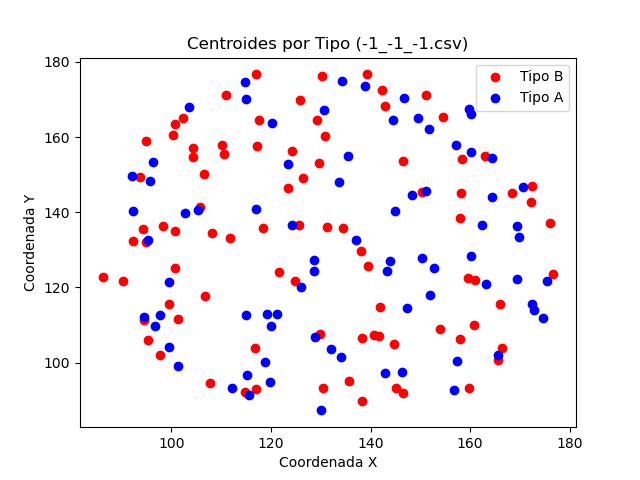 Centroides por Tipo (-1_-1_-1.csv)
180
160
140
120
100
Coordenada Y
Tipo B
Tipo A
100
120
140
160
180
Coordenada X